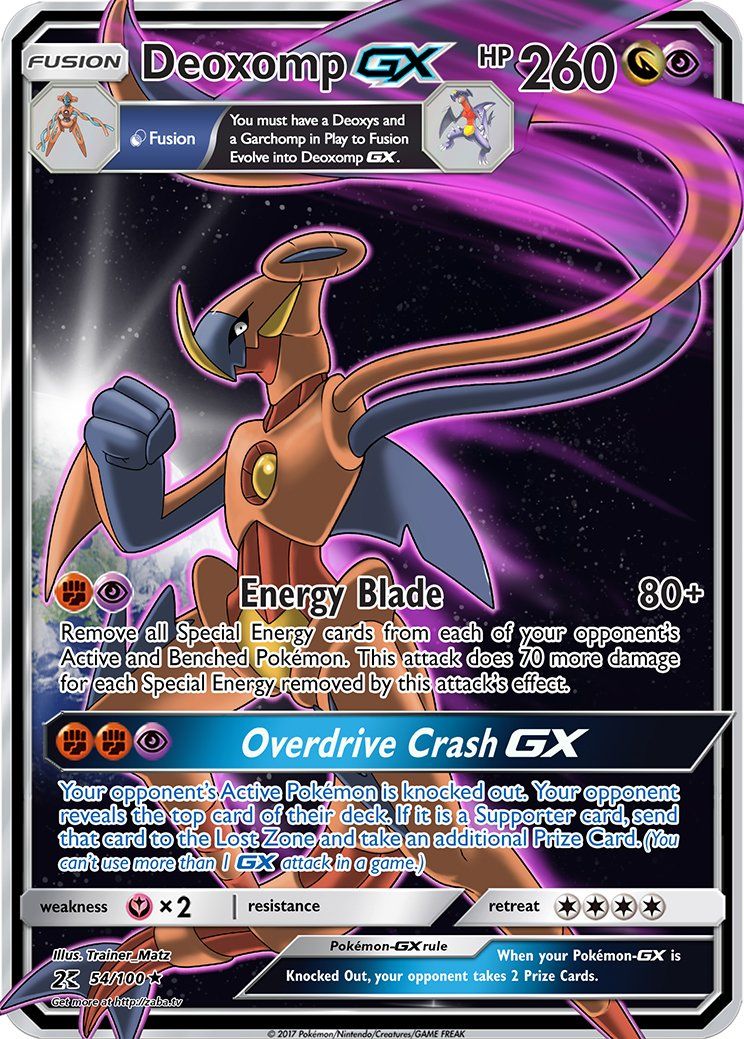 FUSION
Deoxomp GX HP 260
Fusion
You must have a Deoxys and
a Garchomp in Play to Fusion
Evolve into Deoxomp GX.
Energy Blade 80+
Remove all Special Energy cards from each of your opponent's
Active and Benched Pokémon. This attack does 70 more damage
for each Special Energy removed by this attack's effect.
Overdrive Crash GX
Your opponent's Active Pokémon is knocked out. Your opponent
reveals the top card of their deck. If it is a Supporter card, send
that card to the Lost Zone and take an additional Prize Card. (You
can't use more than 1 GX attack in a game.)
weakness ×2 resistance retreat
Illus. Trainer_Matz
54/100★
Get more at http://zaba.tv
Pokémon-GX rule
When your Pokémon-GX is
Knocked Out, your opponent takes 2 Prize Cards.
© 2017 Pokémon/Nintendo/Creatures/GAME FREAK